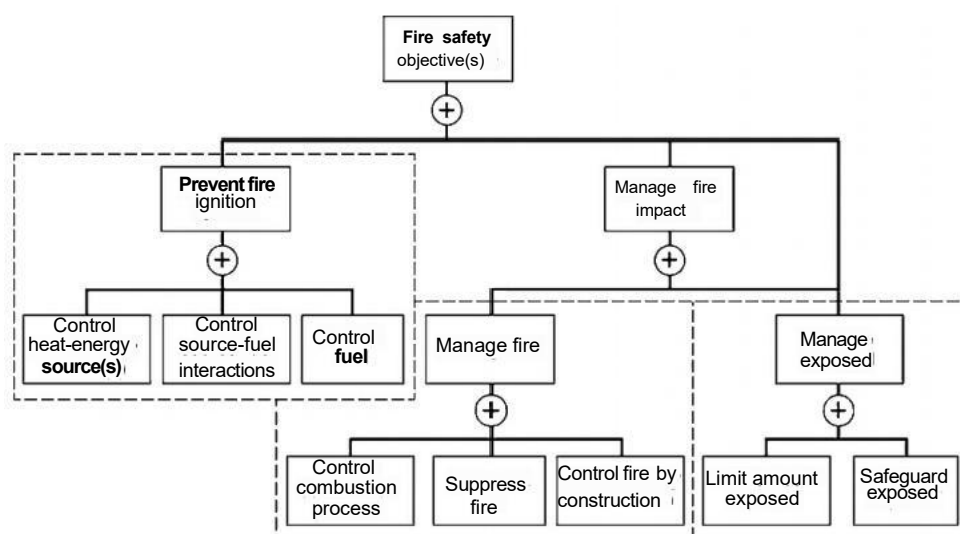 Fire safety
objective(s)
+
Prevent fire
ignition
Manage fire
impact
+
+
Control
heat-energy
source(s)
Control
source-fuel
interactions
Control
fuel
Manage fire
Manage
exposed
+
+
Control
combustion
process
Suppress
fire
Control fire by
construction
Limit amount
exposed
Safeguard
exposed